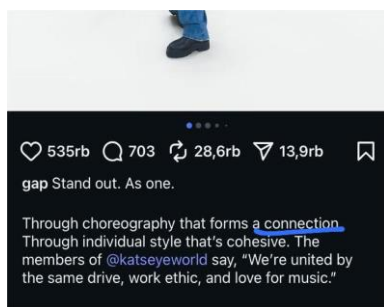 535rb 703 28,6rb 13,9rb
gap Stand out. As one.
Through choreography that forms a connection
Through individual style that's cohesive. The
members of @katseyeworld say, “We're united by
the same drive, work ethic, and love for music.”